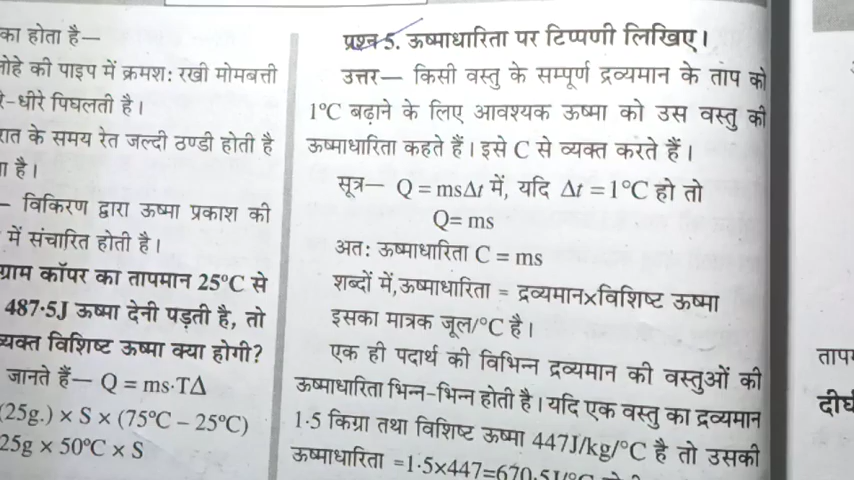 का होता है—
लोहे की पाइप में क्रमश: रखी मोमबत्ती
रे-धीरे पिघलती है।
रात के समय रेत जल्दी ठण्डी होती है
है।
– विकिरण द्वारा ऊष्मा प्रकाश की
में संचारित होती है।
ग्राम कॉपर का तापमान 25°C से
487·5J ऊष्मा देनी पड़ती है, तो
व्यक्त विशिष्ट ऊष्मा क्या होगी?
जानते हैं— Q = ms·TΔ
(25g.) × S × (75°C – 25°C)
25g × 50°C × S
प्रश्न 5. ऊष्माधारिता पर टिप्पणी लिखिए।
उत्तर— किसी वस्तु के सम्पूर्ण द्रव्यमान के ताप को
1°C बढ़ाने के लिए आवश्यक ऊष्मा को उस वस्तु की
ऊष्माधारिता कहते हैं। इसे C से व्यक्त करते हैं।
सूत्र— Q = msΔt में, यदि Δt = 1°C हो तो
Q= ms
अत: ऊष्माधारिता C = ms
शब्दों में,ऊष्माधारिता = द्रव्यमान×विशिष्ट ऊष्मा
इसका मात्रक जूल/°C है।
एक ही पदार्थ की विभिन्न द्रव्यमान की वस्तुओं की
ऊष्माधारिता भिन्न-भिन्न होती है। यदि एक वस्तु का द्रव्यमान
1·5 किग्रा तथा विशिष्ट ऊष्मा 447J/kg/°C है तो उसकी
ऊष्माधारिता =1·5×447=670·5J/°C